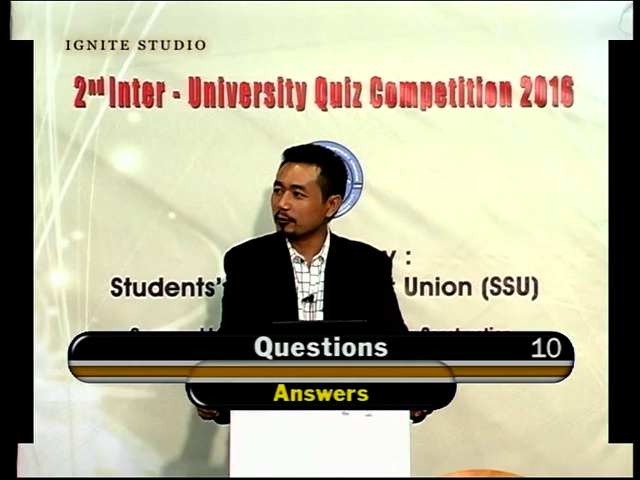 IGNITE STUDIO
2nd Inter - University Quiz Competition 2016
y :
Students' t Union (SSU)
Questions 10
Answers